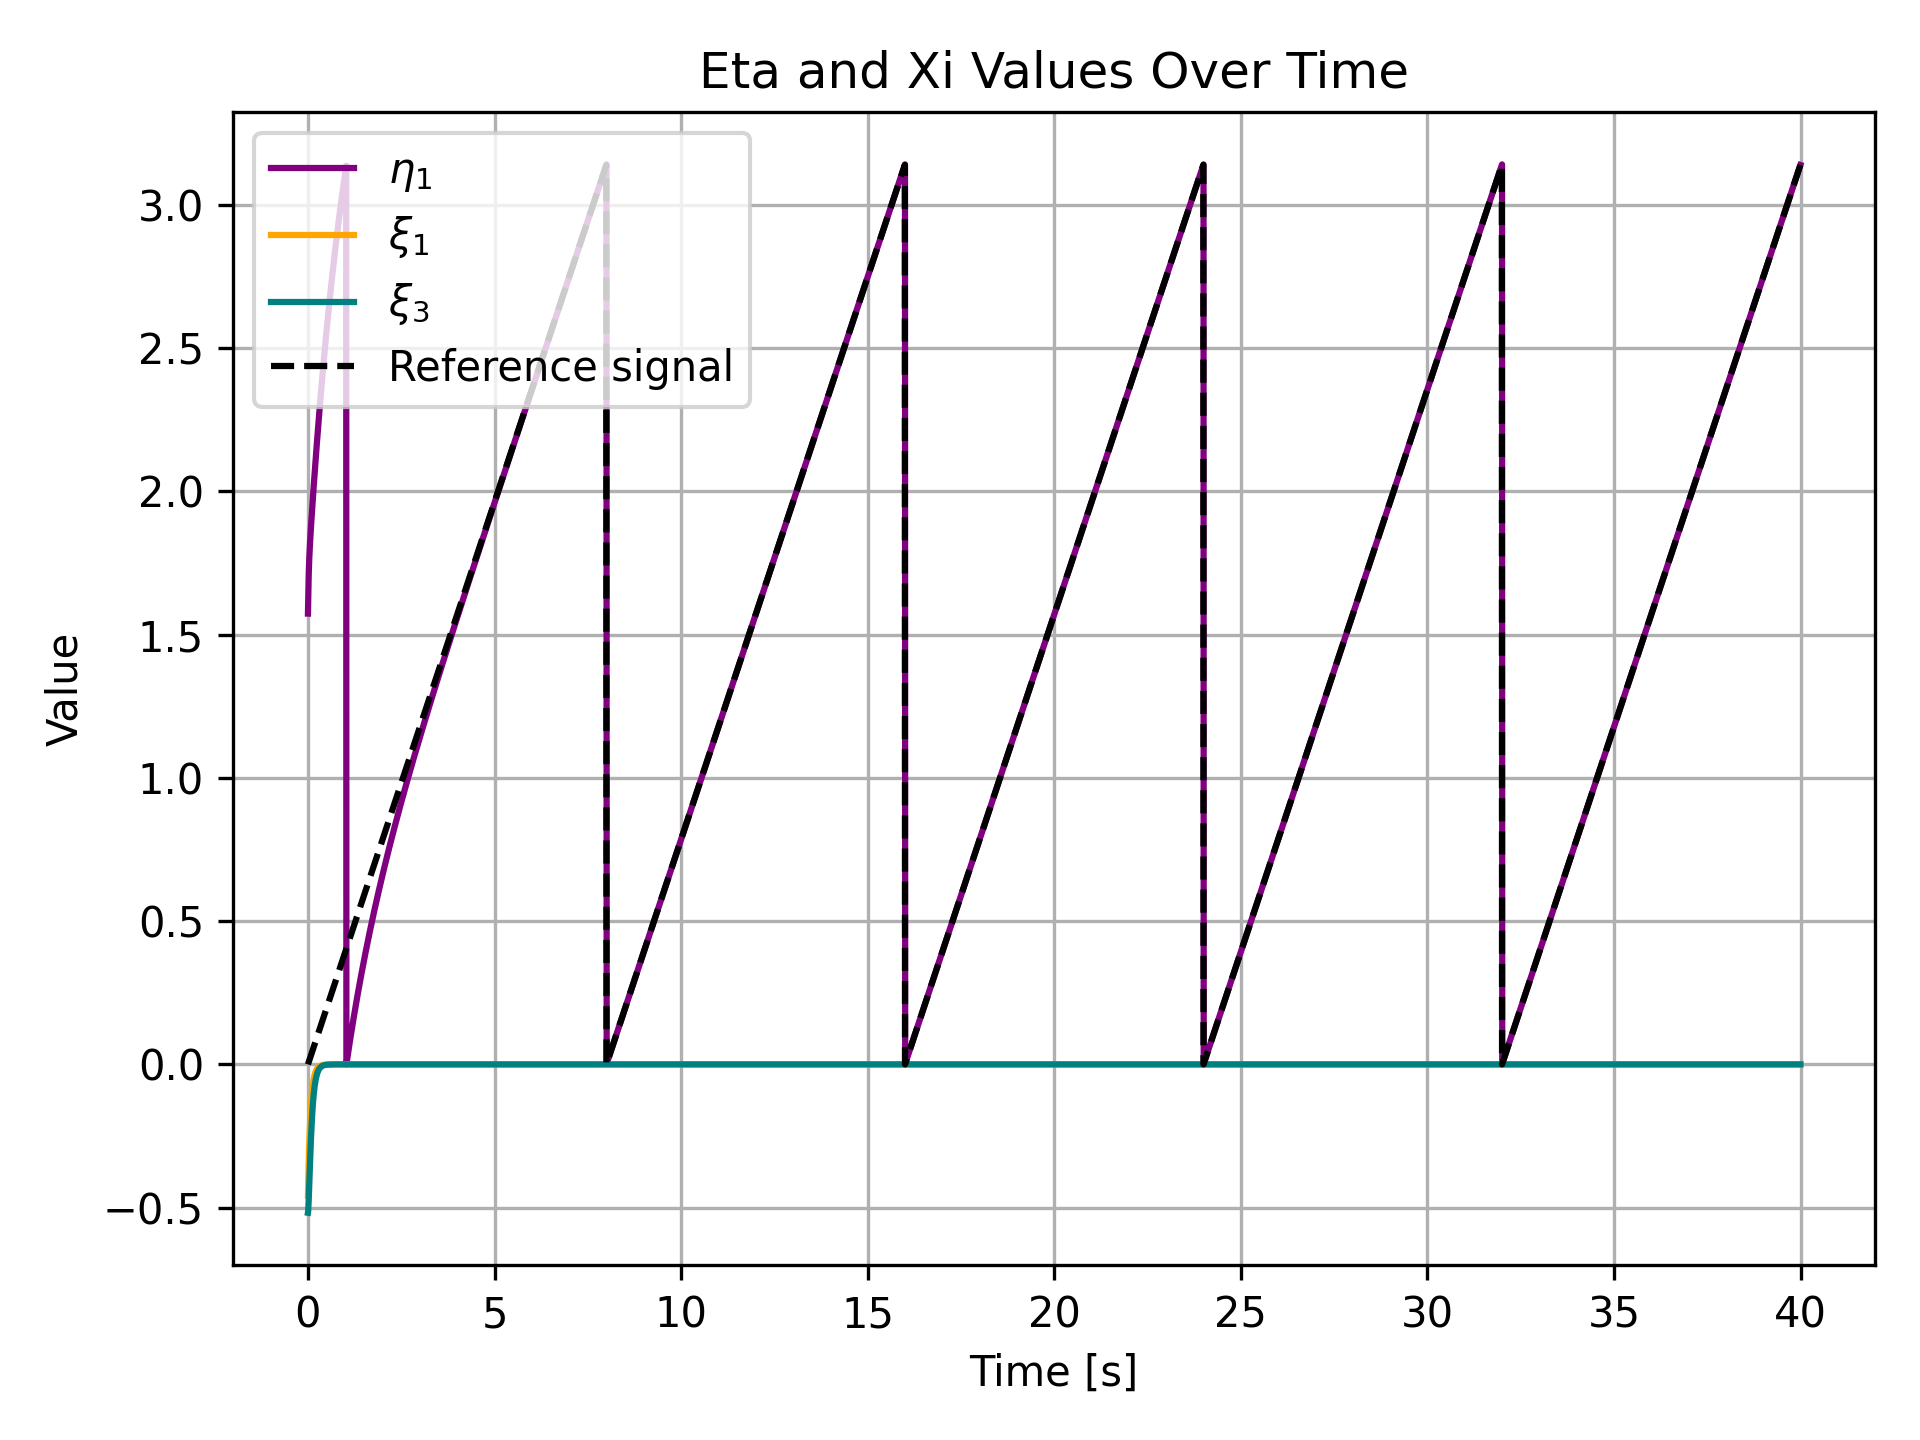 Eta and Xi Values Over Time
η₁
ξ₁
ξ₃
Reference signal
Value
3.0
2.5
2.0
1.5
1.0
0.5
0.0
−0.5
0 5 10 15 20 25 30 35 40
Time [s]